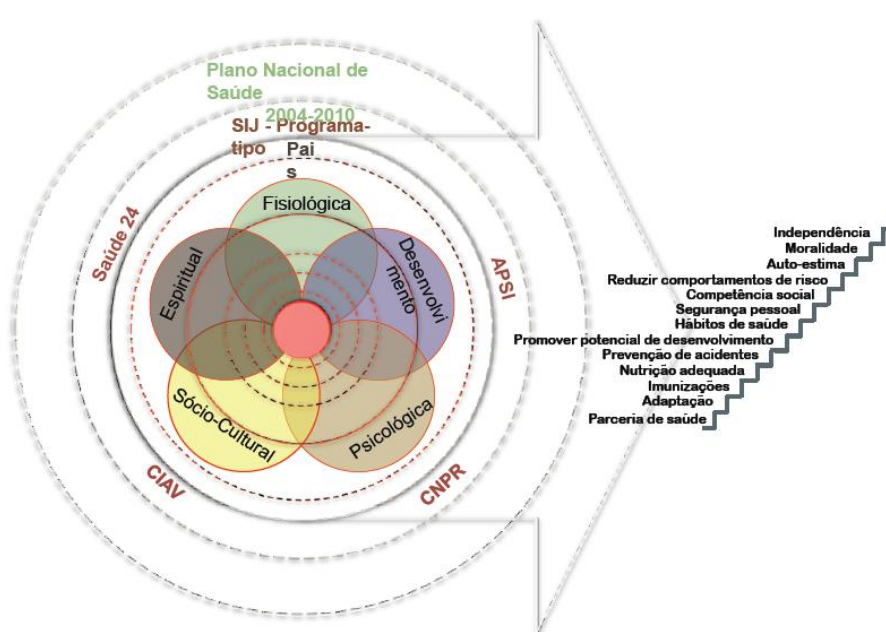 Plano Nacional de
Saúde
2004-2010
SIJ - Programa-
tipo
Pai
s
Fisiológica
Saúde 24
Espiritual
Desenvolvi
mento
APSI
Sócio-Cultural
Psicológica
CIAV
CNPR
Independência
Moralidade
Auto-estima
Reduzir comportamentos de risco
Competência social
Segurança pessoal
Hábitos de saúde
Promover potencial de desenvolvimento
Prevenção de acidentes
Nutrição adequada
Imunizações
Adaptação
Parceria de saúde